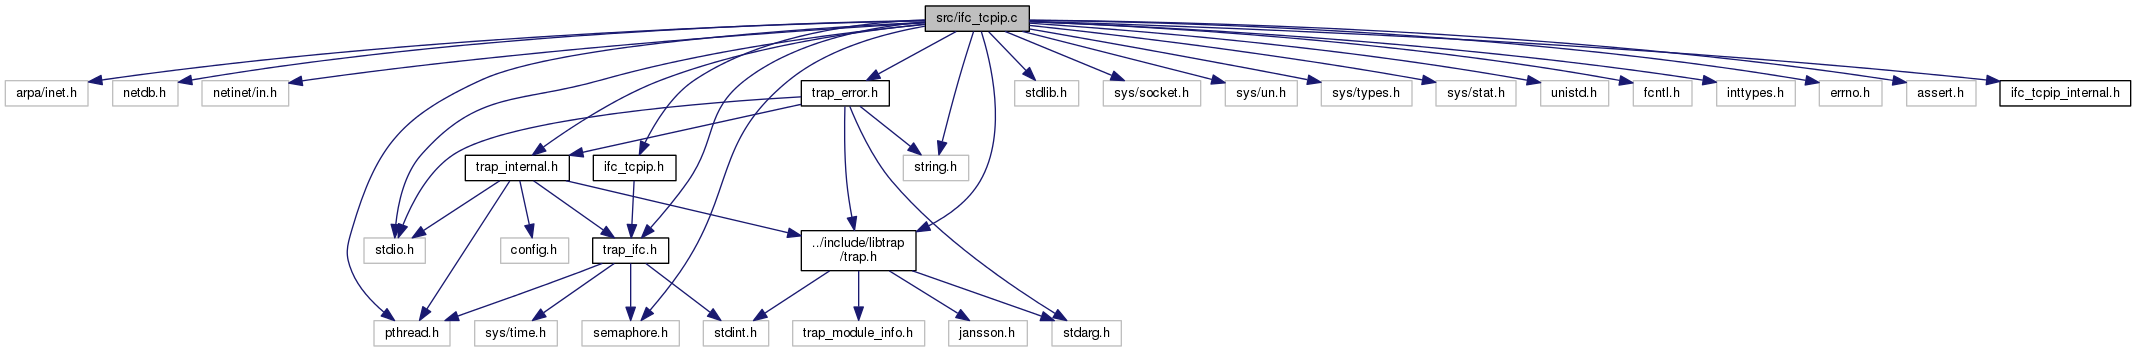 src/ifc_tcpip.c
arpa/inet.h
netdb.h
netinet/in.h
trap_error.h
stdlib.h
sys/socket.h
sys/un.h
sys/types.h
sys/stat.h
unistd.h
fcntl.h
inttypes.h
errno.h
assert.h
ifc_tcpip_internal.h
trap_internal.h
ifc_tcpip.h
string.h
stdio.h
config.h
trap_ifc.h
../include/libtrap
/trap.h
pthread.h
sys/time.h
semaphore.h
stdint.h
trap_module_info.h
jansson.h
stdarg.h